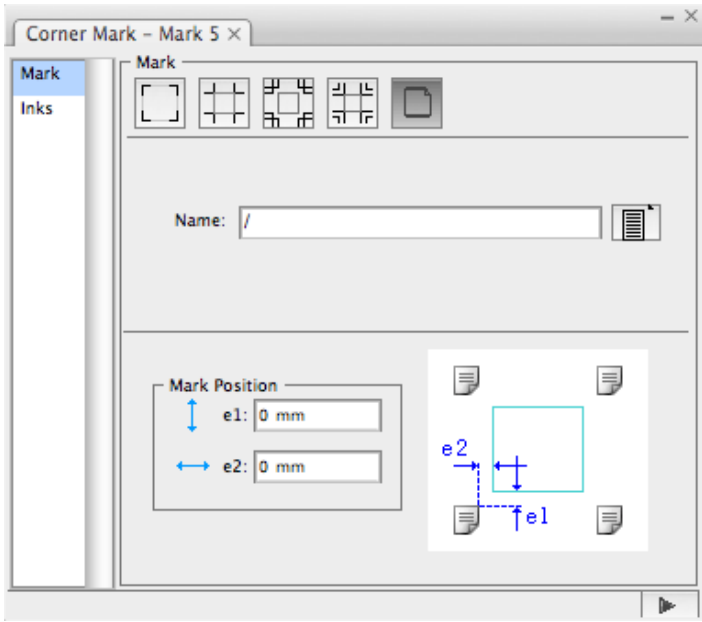 Corner Mark – Mark 5 ×
Mark
Inks
Mark
Name: /
Mark Position
e1: 0 mm
e2: 0 mm
e2
e1